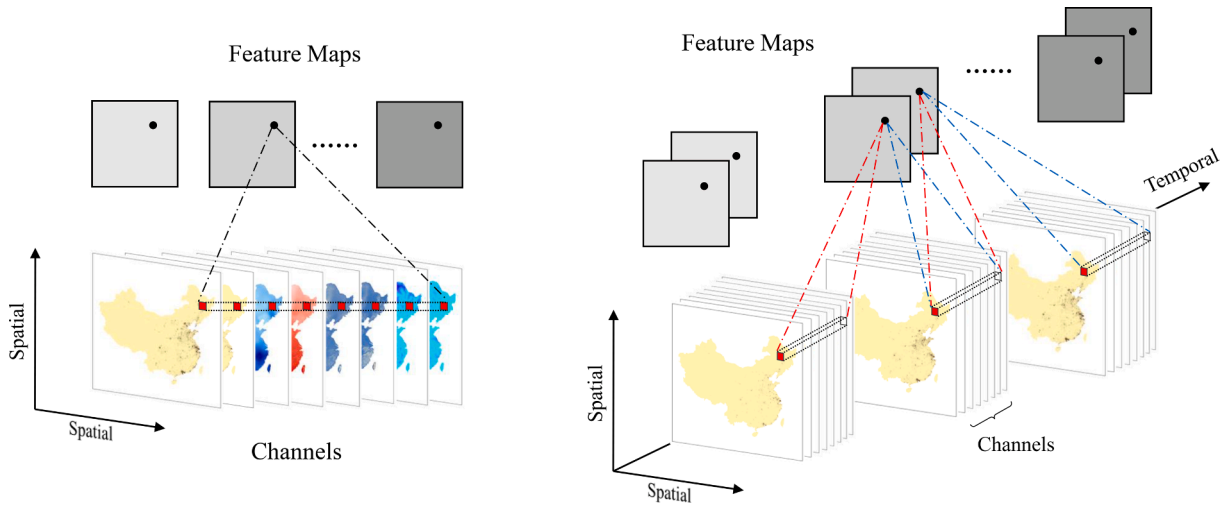 Feature Maps
......
Spatial
Spatial
Channels
Feature Maps
......
Temporal
Spatial
Channels
Spatial